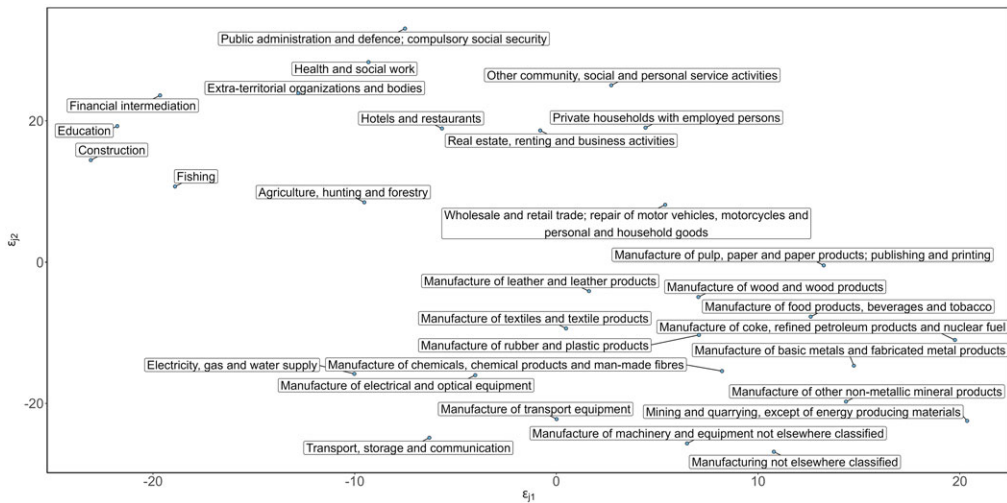 Public administration and defence; compulsory social security
Health and social work
Other community, social and personal service activities
Extra-territorial organizations and bodies
Financial intermediation
Hotels and restaurants
Private households with employed persons
20
Education
Real estate, renting and business activities
Construction
Fishing
Agriculture, hunting and forestry
Wholesale and retail trade; repair of motor vehicles, motorcycles and
personal and household goods
εj2
0
Manufacture of pulp, paper and paper products; publishing and printing
Manufacture of leather and leather products
Manufacture of wood and wood products
Manufacture of food products, beverages and tobacco
Manufacture of textiles and textile products
Manufacture of coke, refined petroleum products and nuclear fuel
Manufacture of rubber and plastic products
Manufacture of basic metals and fabricated metal products
Electricity, gas and water supply
Manufacture of chemicals, chemical products and man-made fibres
Manufacture of electrical and optical equipment
Manufacture of other non-metallic mineral products
-20
Manufacture of transport equipment
Mining and quarrying, except of energy producing materials
Manufacture of machinery and equipment not elsewhere classified
Transport, storage and communication
Manufacturing not elsewhere classified
-20 -10 0 10 20
εj1